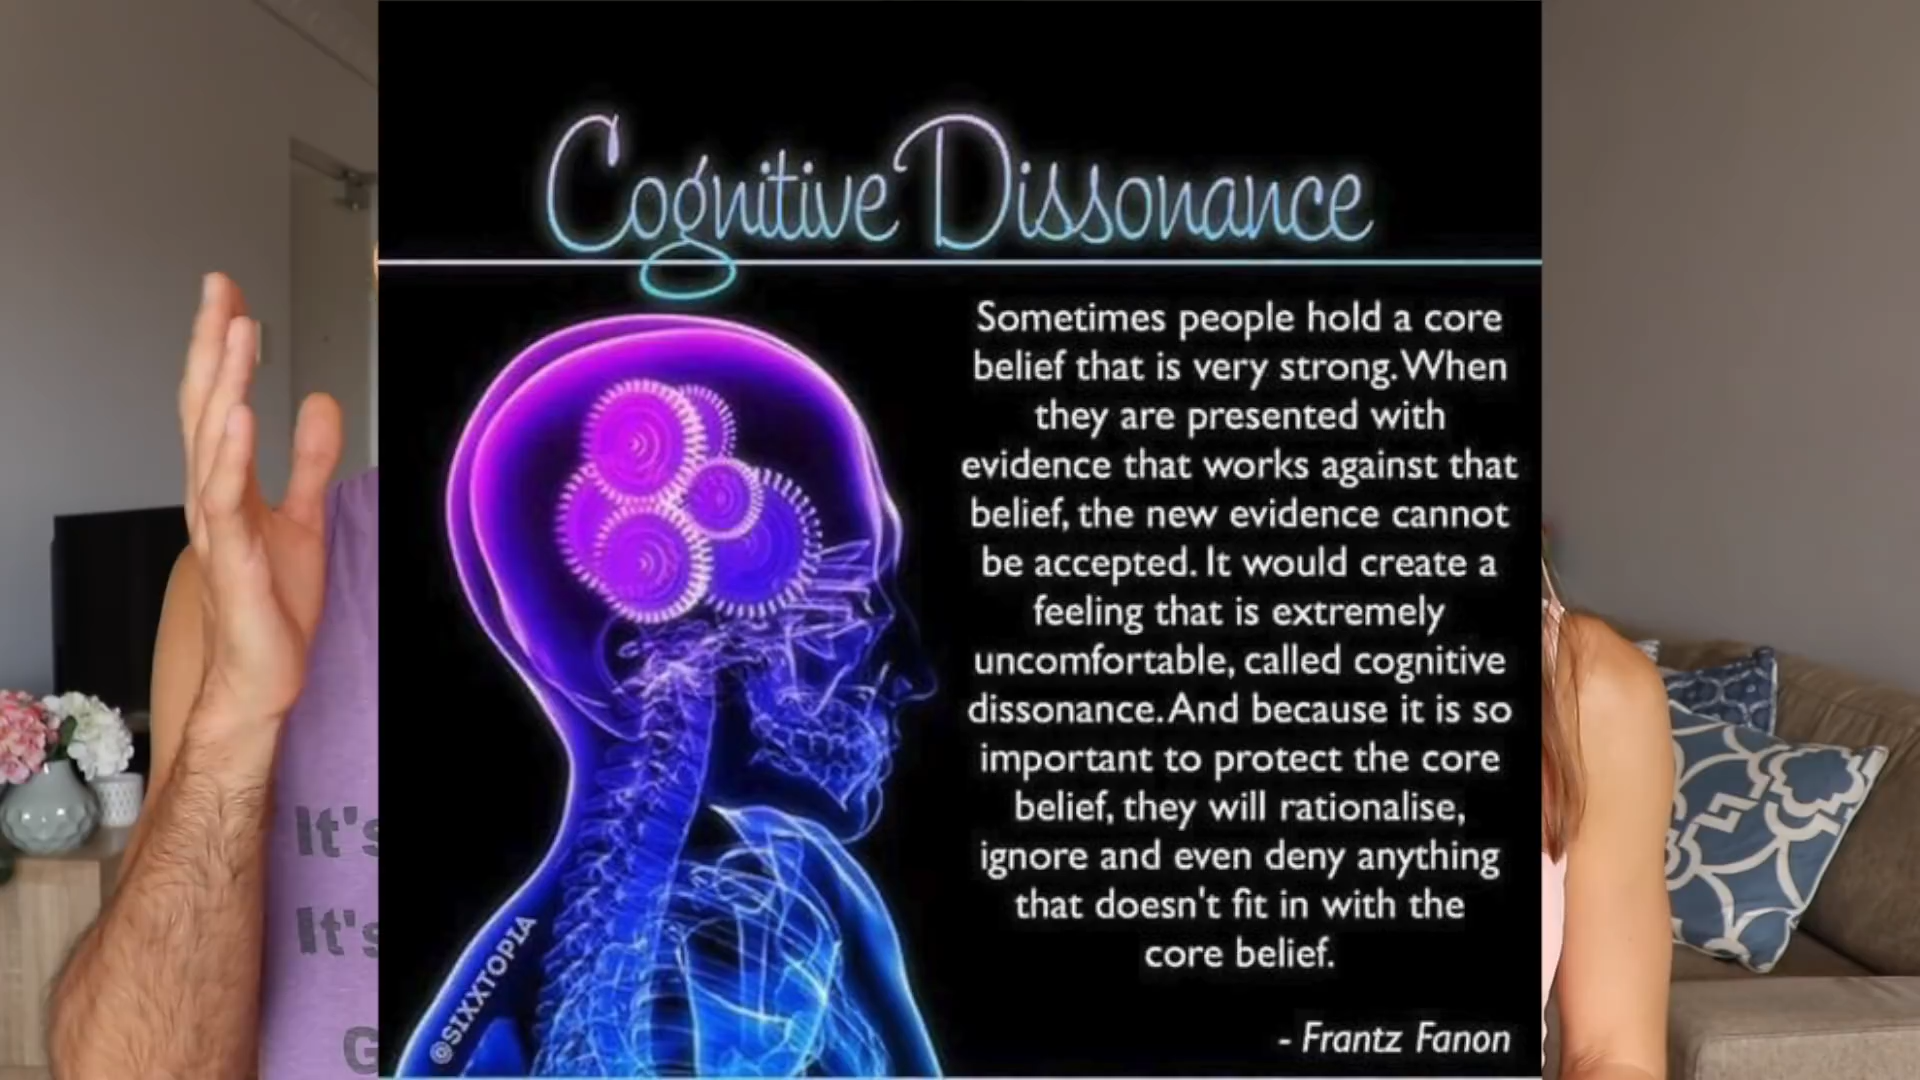 Cognitive Dissonance
Sometimes people hold a core
belief that is very strong. When
they are presented with
evidence that works against that
belief, the new evidence cannot
be accepted. It would create a
feeling that is extremely
uncomfortable, called cognitive
dissonance. And because it is so
important to protect the core
belief, they will rationalise,
ignore and even deny anything
that doesn't fit in with the
core belief.
- Frantz Fanon
©SIXXTOPIA
It's
It's
G